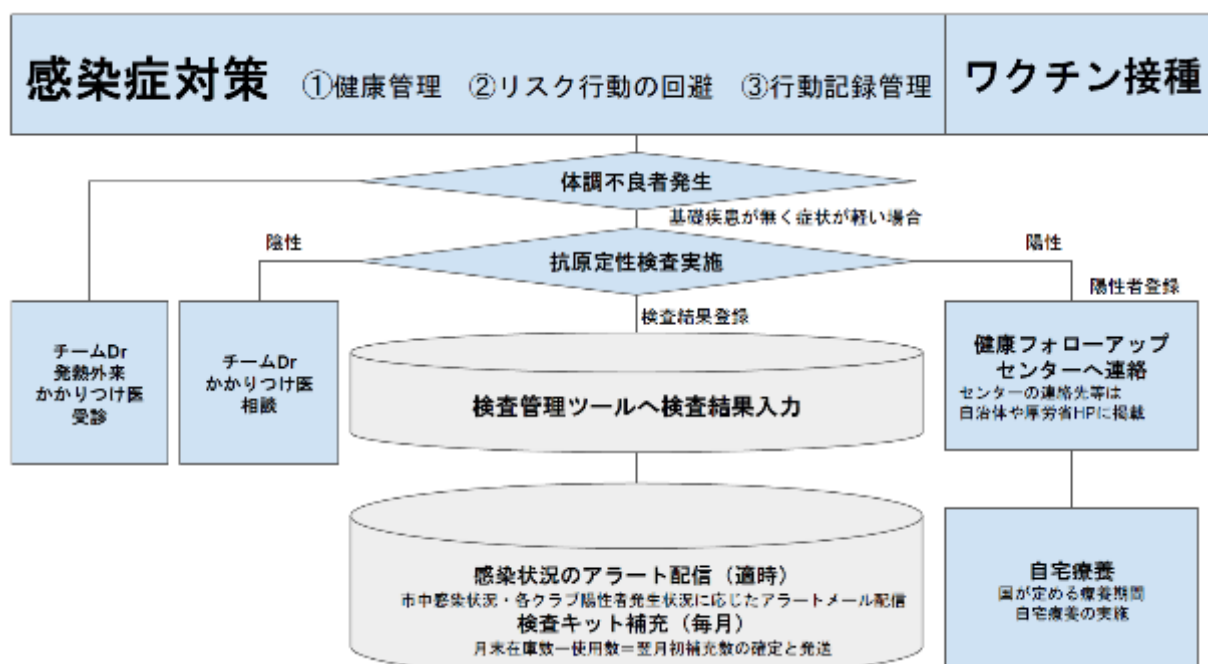 感染症対策 ①健康管理 ②リスク行動の回避 ③行動記録管理
ワクチン接種
体調不良者発生
基礎疾患が無く症状が軽い場合
陰性
抗原定性検査実施
陽性
陽性者登録
検査結果登録
チームDr
発熱外来
かかりつけ医
受診
チームDr
かかりつけ医
相談
検査管理ツールへ検査結果入力
健康フォローアップ
センターへ連絡
センターの連絡先等は
自治体や厚労省HPに掲載
感染状況のアラート配信（適時）
市中感染状況・各クラブ陽性者発生状況に応じたアラートメール配信
検査キット補充（毎月）
月末在庫数ー使用数＝翌月初補充数の確定と発送
自宅療養
国が定める療養期間
自宅療養の実施